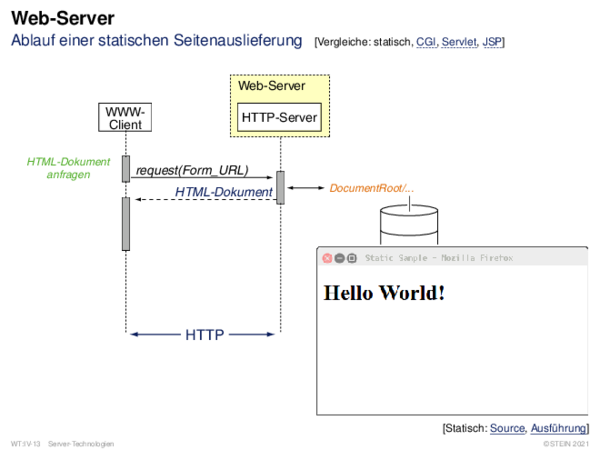 Web-Server
Ablauf einer statischen Seitenauslieferung [Vergleiche: statisch, CGI, Servlet, JSP]
Web-Server
WWW-
Client
HTTP-Server
HTML-Dokument
anfragen
request(Form_URL)
HTML-Dokument
DocumentRoot/...
Static Sample - Mozilla Firefox
Hello World!
HTTP
[Statisch: Source, Ausführung]
WT:IV-13 Server-Technologien
©STEIN 2021